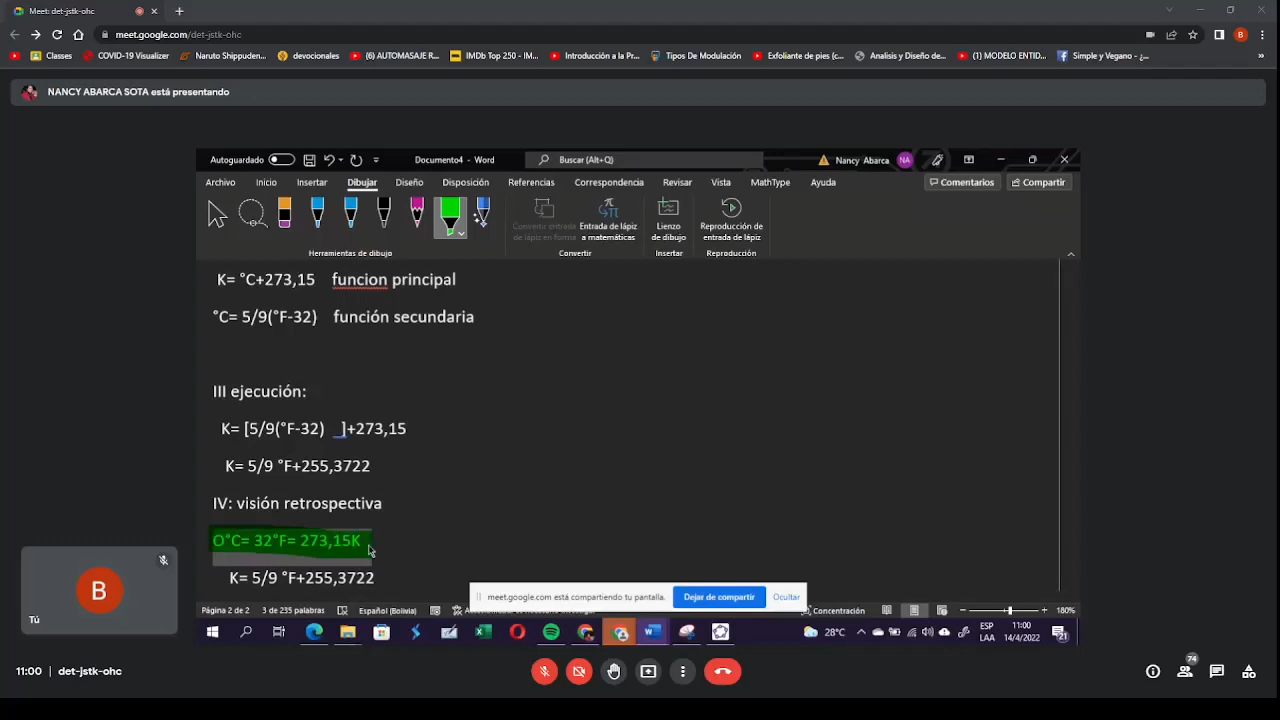 Meet: det-jstk-ohc
meet.google.com/det-jstk-ohc
Classes COVID-19 Visualizer Naruto Shippuden... devocionales (6) AUTOMASAJE R... IMDb Top 250 - IM... Introducción a la Pr... Tipos De Modulación Exfoliante de pies (c... Analisis y Diseño de... (1) MODELO ENTID... Simple y Vegano - ¿... »
NANCY ABARCA SOTA está presentando
Autoguardado Documento4 - Word Buscar (Alt+Q) Nancy Abarca NA
Archivo Inicio Insertar Dibujar Diseño Disposición Referencias Correspondencia Revisar Vista MathType Ayuda Comentarios Compartir
Convertir entrada de lápiz en forma
Entrada de lápiz a matemáticas
Lienzo de dibujo
Reproducción de entrada de lápiz
Herramientas de dibujo Convertir Insertar Reproducción
K= °C+273,15 funcion principal
°C= 5/9(°F-32) función secundaria
III ejecución:
K= [5/9(°F-32) _]+273,15
K= 5/9 °F+255,3722
IV: visión retrospectiva
O°C= 32°F= 273,15K
K= 5/9 °F+255,3722
meet.google.com está compartiendo tu pantalla. Dejar de compartir Ocultar
Página 2 de 2 3 de 235 palabras Español (Bolivia) Concentración 180%
28°C ESP LAA 11:00 14/4/2022 21
B
Tú
11:00 | det-jstk-ohc
74